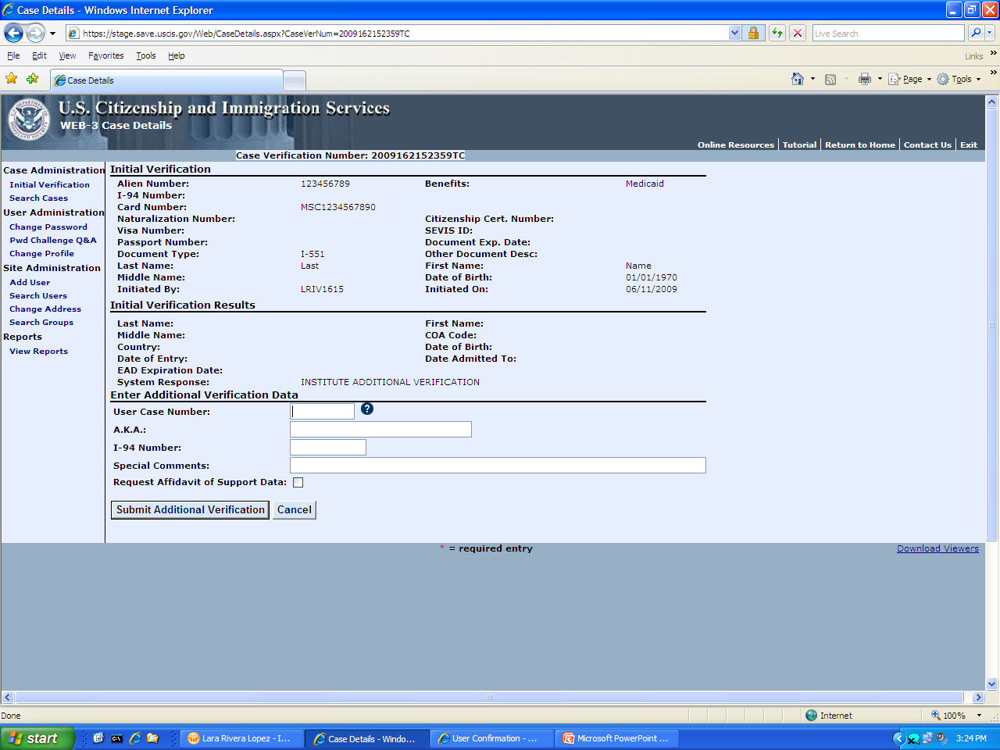 Case Details - Windows Internet Explorer
https://stage.save.uscis.gov/Web/CaseDetails.aspx?CaseVerNum=2009162152359TC
Live Search
File Edit View Favorites Tools Help
Links »
Case Details
Page Tools »
U.S. Citizenship and Immigration Services
WEB-3 Case Details
Online Resources Tutorial Return to Home Contact Us Exit
Case Verification Number: 2009162152359TC
Case Administration
Initial Verification
Search Cases
User Administration
Change Password
Pwd Challenge Q&A
Change Profile
Site Administration
Add User
Search Users
Change Address
Search Groups
Reports
View Reports
Initial Verification
Alien Number: 123456789 Benefits: Medicaid
I-94 Number:
Card Number: MSC1234567890
Naturalization Number: Citizenship Cert. Number:
Visa Number: SEVIS ID:
Passport Number: Document Exp. Date:
Document Type: I-551 Other Document Desc:
Last Name: Last First Name: Name
Middle Name: Date of Birth: 01/01/1970
Initiated By: LRIV1615 Initiated On: 06/11/2009
Initial Verification Results
Last Name: First Name:
Middle Name: COA Code:
Country: Date of Birth:
Date of Entry: Date Admitted To:
EAD Expiration Date:
System Response: INSTITUTE ADDITIONAL VERIFICATION
Enter Additional Verification Data
User Case Number: ?
A.K.A.:
I-94 Number:
Special Comments:
Request Affidavit of Support Data:
Submit Additional Verification Cancel
* = required entry
Download Viewers
Done Internet 100%
start Lara Rivera Lopez - I... Case Details - Windo... User Confirmation - ... Microsoft PowerPoint ... 3:24 PM